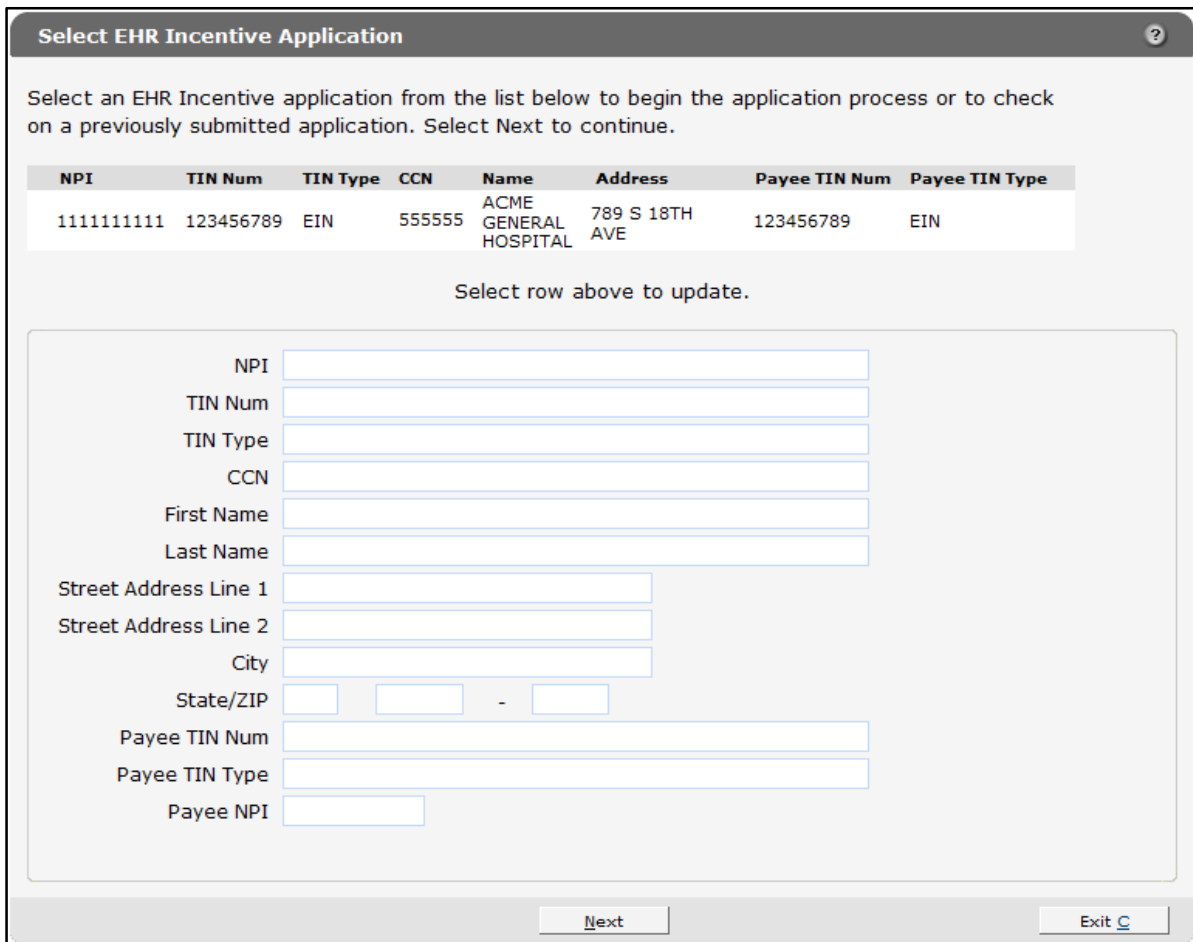 Select EHR Incentive Application ?
Select an EHR Incentive application from the list below to begin the application process or to check
on a previously submitted application. Select Next to continue.
NPI TIN Num TIN Type CCN Name Address Payee TIN Num Payee TIN Type
1111111111 123456789 EIN 555555 ACME GENERAL HOSPITAL 789 S 18TH AVE 123456789 EIN
Select row above to update.
NPI
TIN Num
TIN Type
CCN
First Name
Last Name
Street Address Line 1
Street Address Line 2
City
State/ZIP -
Payee TIN Num
Payee TIN Type
Payee NPI
Next Exit C